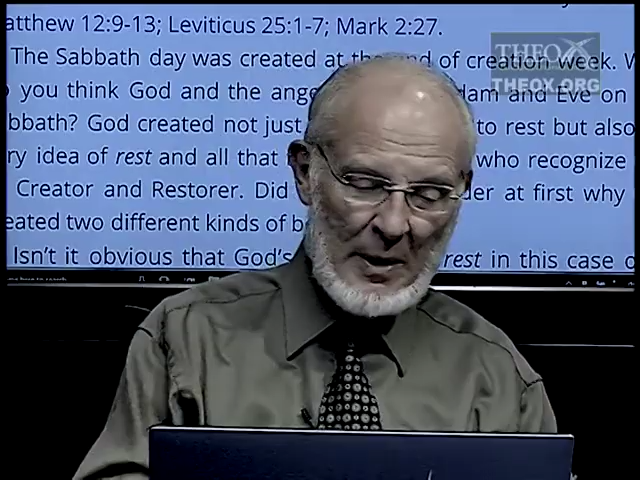 atthew 12:9-13; Leviticus 25:1-7; Mark 2:27.
THEOX
THEOX.ORG
The Sabbath day was created at the end of creation week. W
you think God and the ange dam and Eve on
bbath? God created not just to rest but also
ry idea of rest and all that who recognize
Creator and Restorer. Did der at first why
eated two different kinds of b
Isn't it obvious that God's rest in this case o